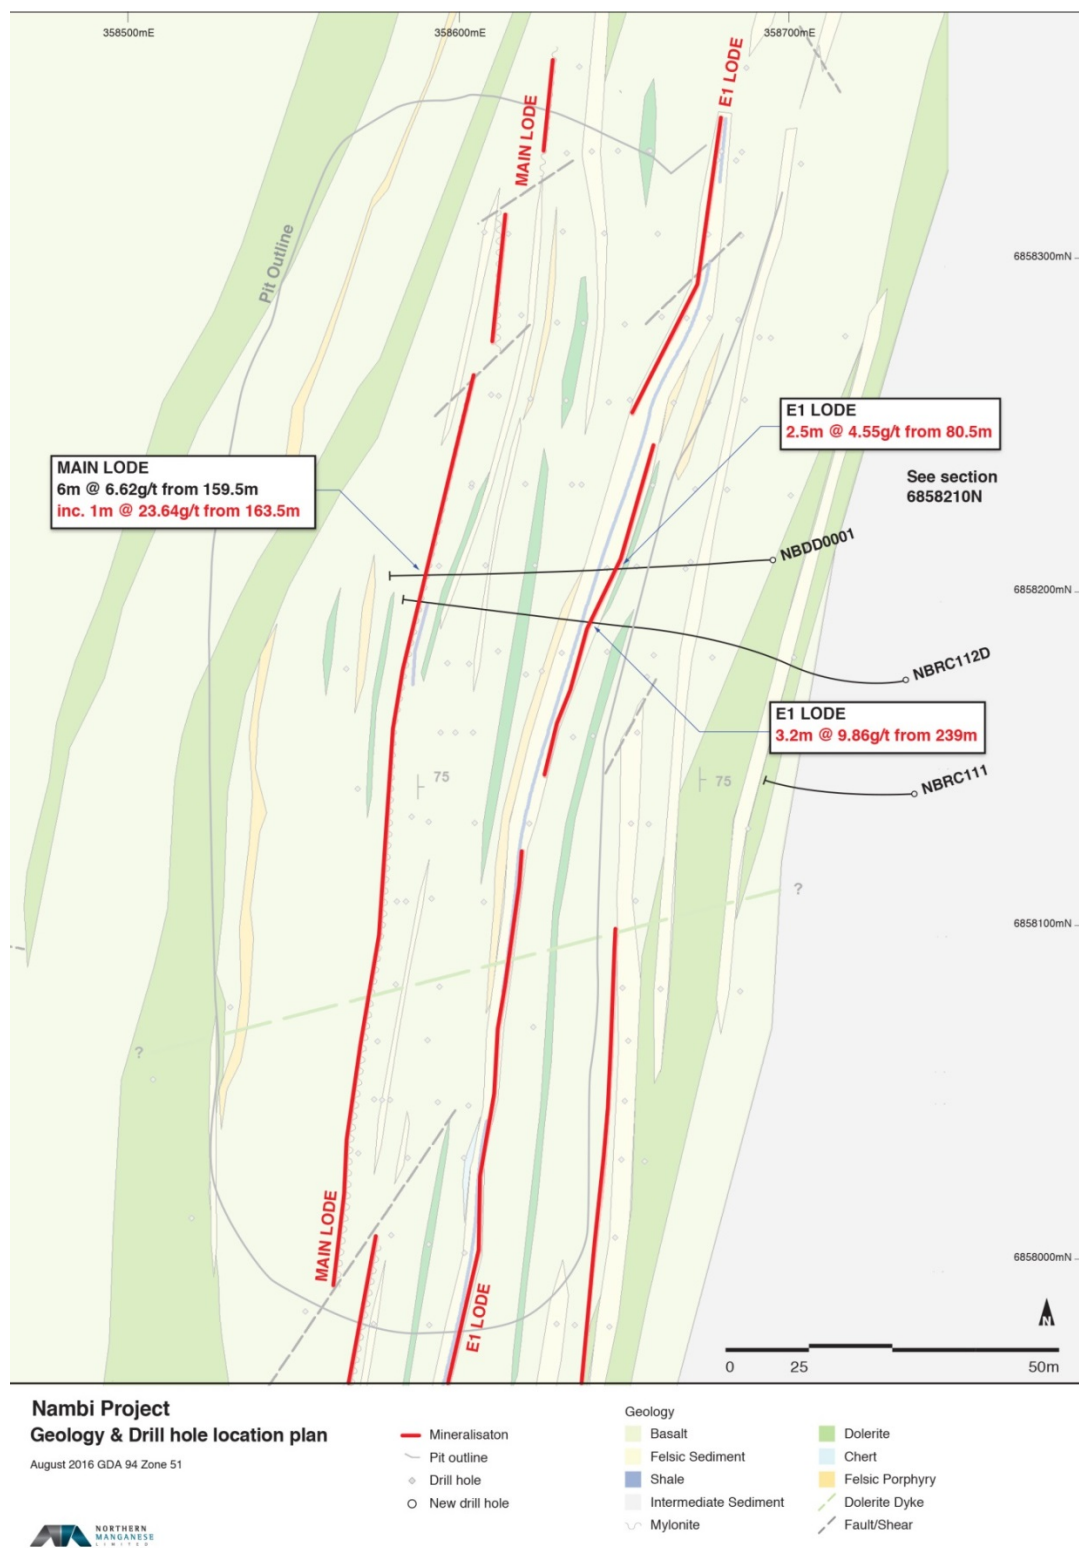 358500mE
358600mE
358700mE
E1 LODE
MAIN LODE
Pit Outline
6858300mN
E1 LODE
2.5m @ 4.55g/t from 80.5m
MAIN LODE
6m @ 6.62g/t from 159.5m
inc. 1m @ 23.64g/t from 163.5m
See section
6858210N
NBDD0001
6858200mN
NBRC112D
E1 LODE
3.2m @ 9.86g/t from 239m
75
75
NBRC111
?
6858100mN
?
MAIN LODE
6858000mN
E1 LODE
N
0 25 50m
Nambi Project
Geology & Drill hole location plan
August 2016 GDA 94 Zone 51
Mineralisaton
Pit outline
Drill hole
New drill hole
Geology
Basalt
Felsic Sediment
Shale
Intermediate Sediment
Mylonite
Dolerite
Chert
Felsic Porphyry
Dolerite Dyke
Fault/Shear
NORTHERN
MANGANESE
LIMITED